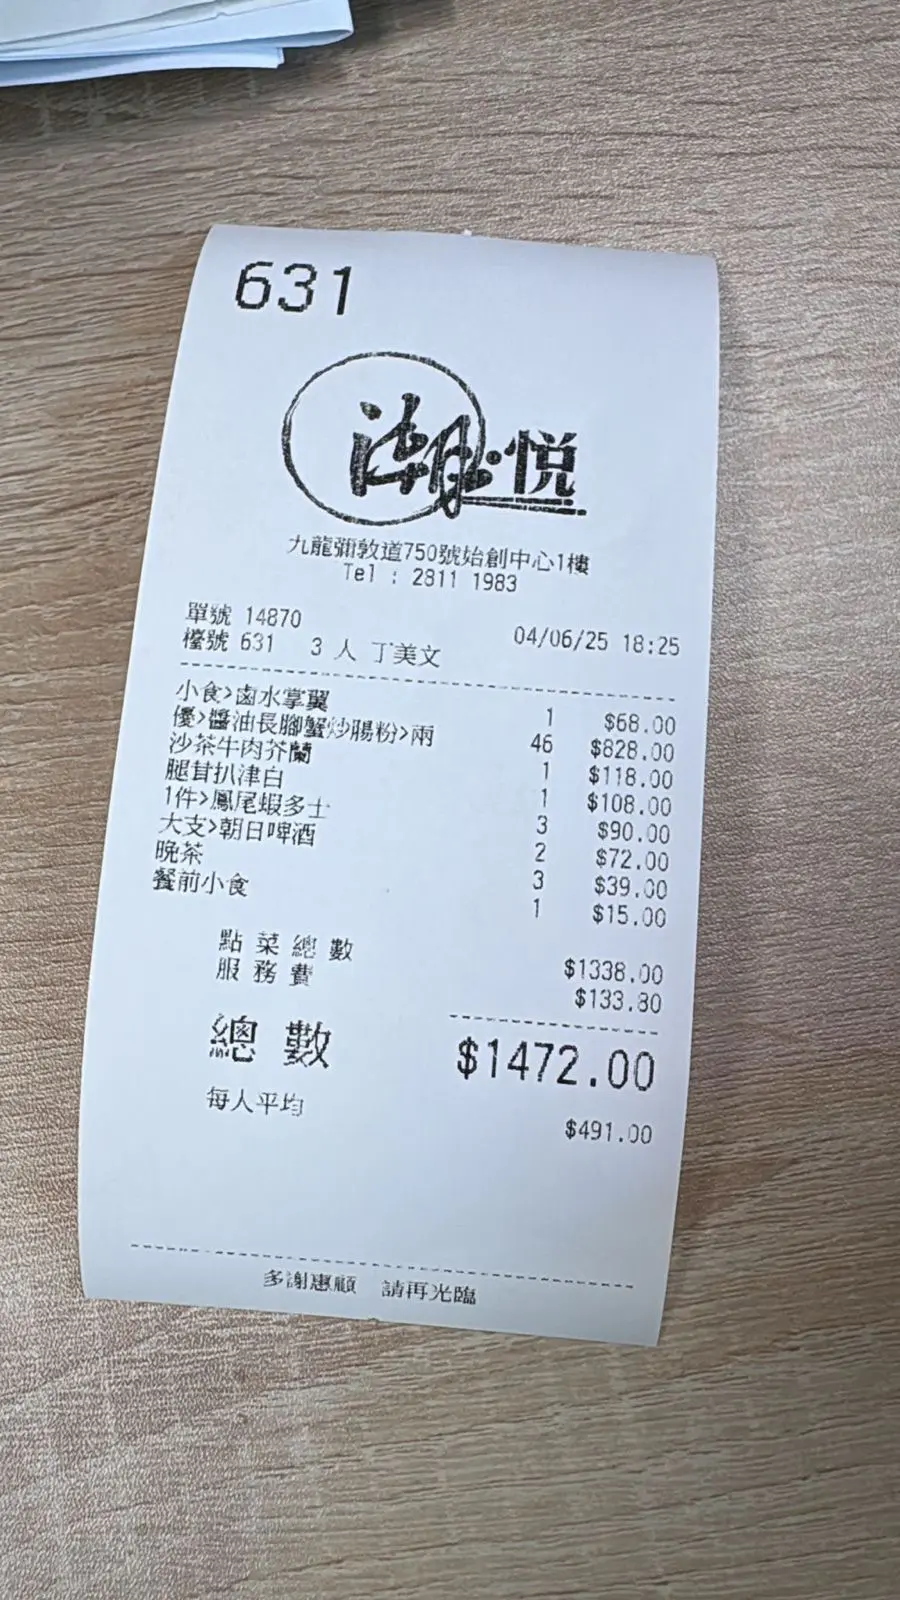 631
潮悅
九龍彌敦道750號始創中心1樓
Tel : 2811 1983
單號 14870 04/06/25 18:25
檯號 631 3 人 丁美文
小食>鹵水掌翼 1 $68.00
優>醬油長腳蟹炒腸粉>兩 46 $828.00
沙茶牛肉芥蘭 1 $118.00
腿茸扒津白 1 $108.00
1件>鳳尾蝦多士 3 $90.00
大支>朝日啤酒 2 $72.00
晚茶 3 $39.00
餐前小食 1 $15.00
點菜總數 $1338.00
服務費 $133.80
總數 $1472.00
每人平均 $491.00
多謝惠顧 請再光臨